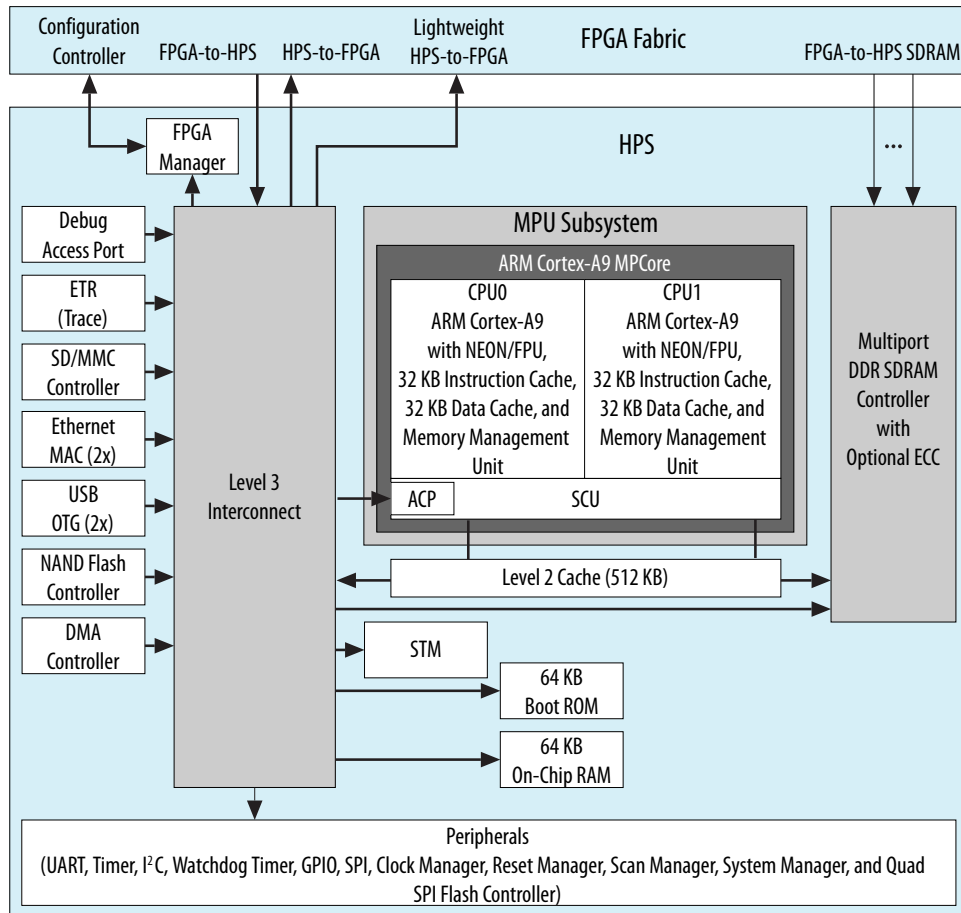 Configuration
Controller
FPGA-to-HPS
HPS-to-FPGA
Lightweight
HPS-to-FPGA
FPGA Fabric
FPGA-to-HPS SDRAM
FPGA
Manager
HPS
...
Debug
Access Port
ETR
(Trace)
SD/MMC
Controller
Ethernet
MAC (2x)
USB
OTG (2x)
NAND Flash
Controller
DMA
Controller
Level 3
Interconnect
MPU Subsystem
ARM Cortex-A9 MPCore
CPU0
ARM Cortex-A9
with NEON/FPU,
32 KB Instruction Cache,
32 KB Data Cache, and
Memory Management
Unit
CPU1
ARM Cortex-A9
with NEON/FPU,
32 KB Instruction Cache,
32 KB Data Cache, and
Memory Management
Unit
ACP
SCU
Level 2 Cache (512 KB)
Multiport
DDR SDRAM
Controller
with
Optional ECC
STM
64 KB
Boot ROM
64 KB
On-Chip RAM
Peripherals
(UART, Timer, I²C, Watchdog Timer, GPIO, SPI, Clock Manager, Reset Manager, Scan Manager, System Manager, and Quad
SPI Flash Controller)